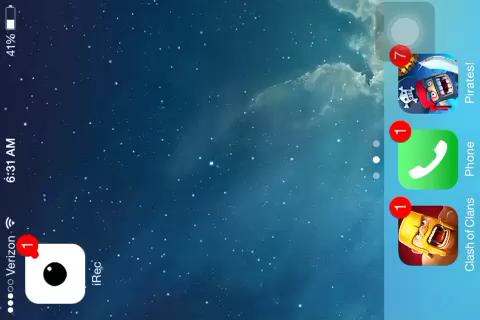 Verizon
6:31 AM
41%
1
iRec
1
Clash of Clans
1
Phone
7
Pirates!